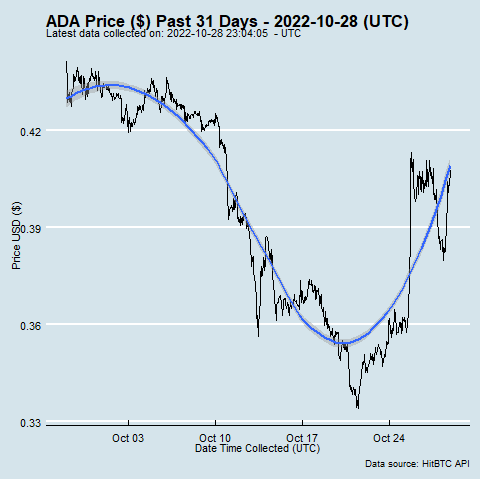 ADA Price ($) Past 31 Days - 2022-10-28 (UTC)
Latest data collected on: 2022-10-28 23:04:05 - UTC
Price USD ($)
0.42
0.39
0.36
0.33
Oct 03 Oct 10 Oct 17 Oct 24
Date Time Collected (UTC)
Data source: HitBTC API